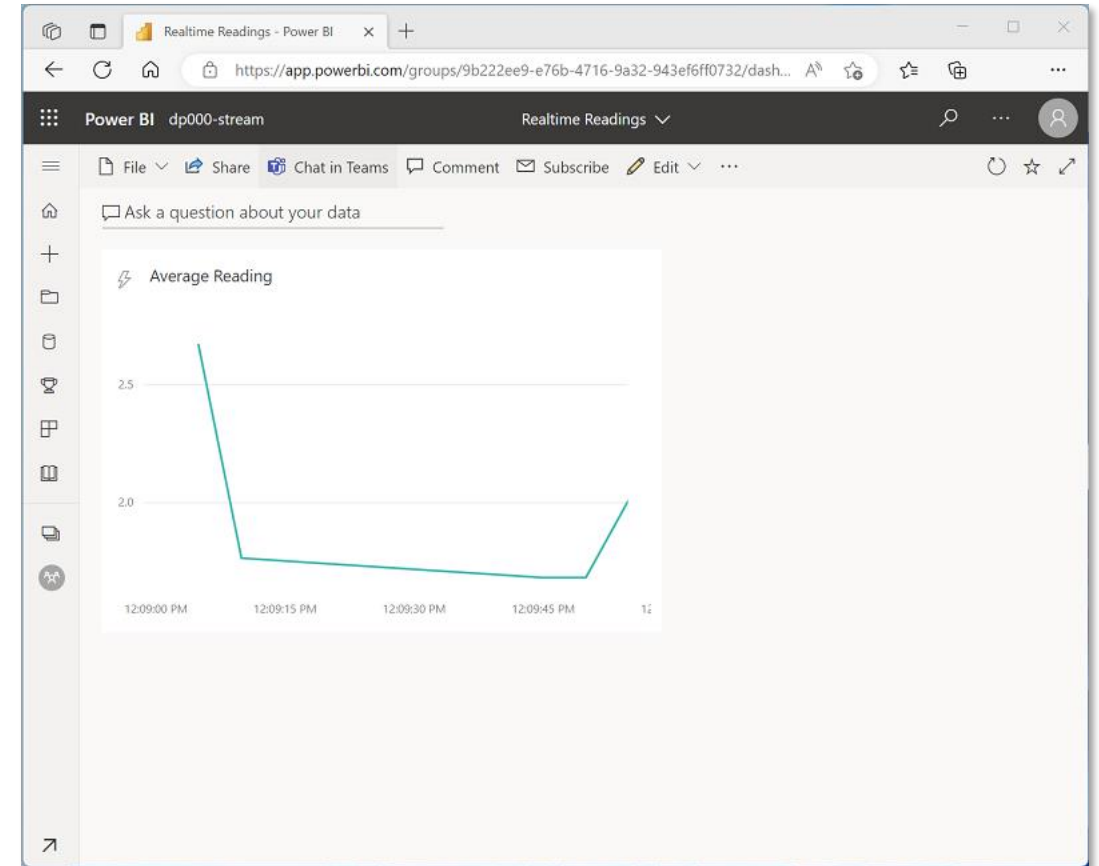 Realtime Readings - Power BI
https://app.powerbi.com/groups/9b222ee9-e76b-4716-9a32-943ef6ff0732/dash...
Power BI dp000-stream Realtime Readings
File Share Chat in Teams Comment Subscribe Edit ...
Ask a question about your data
Average Reading
2.5
2.0
12:09:00 PM 12:09:15 PM 12:09:30 PM 12:09:45 PM